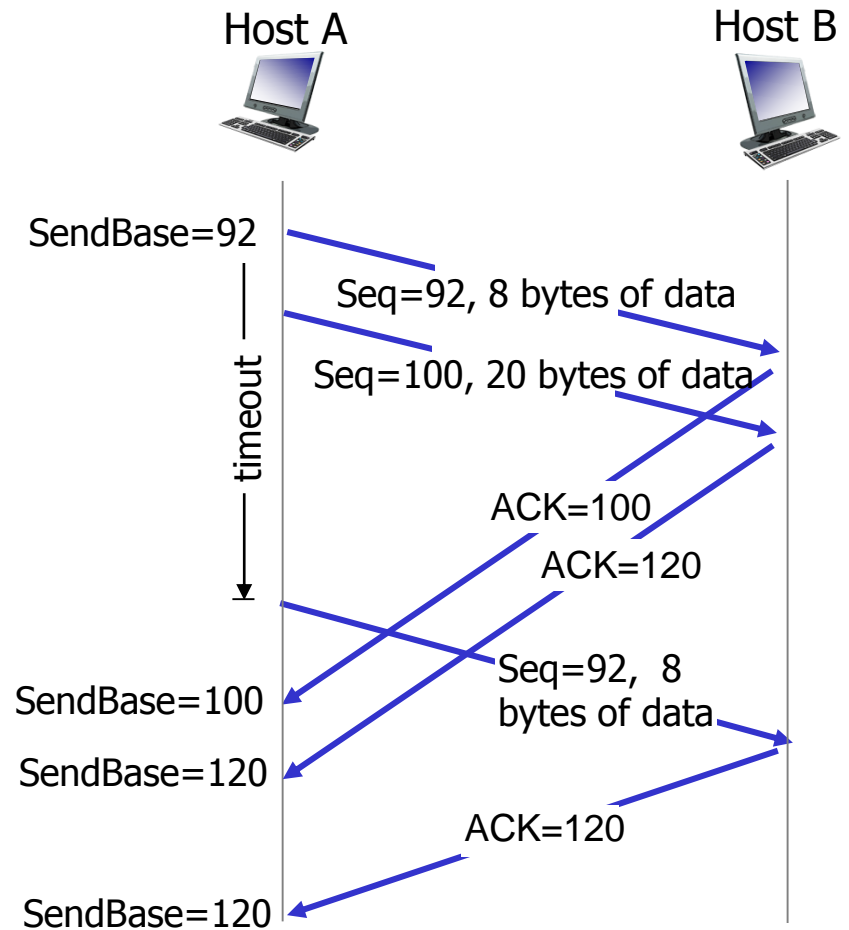 Host A
Host B
SendBase=92
Seq=92, 8 bytes of data
Seq=100, 20 bytes of data
timeout
ACK=100
ACK=120
Seq=92,  8
bytes of data
SendBase=100
SendBase=120
ACK=120
SendBase=120